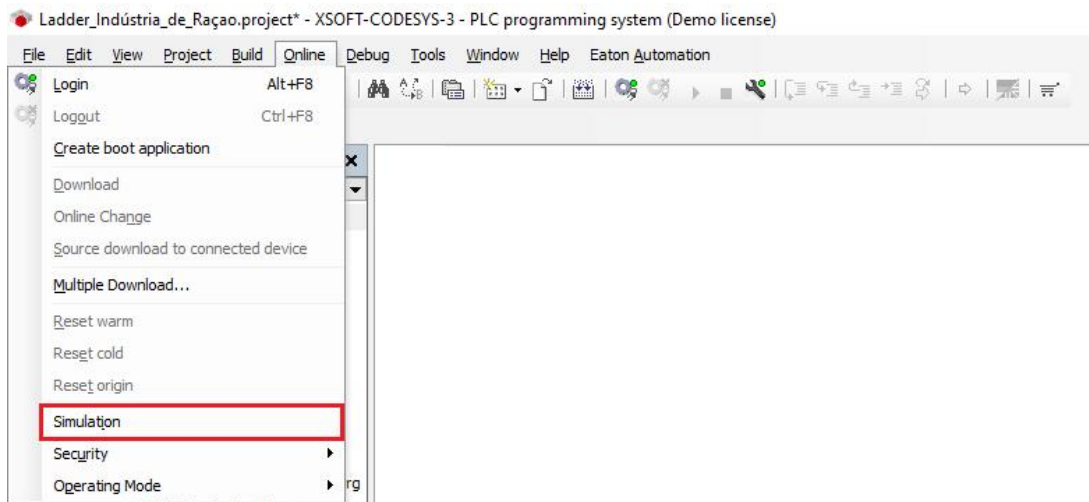 Ladder_Indústria_de_Raçao.project* - XSOFT-CODESYS-3 - PLC programming system (Demo license)
File Edit View Project Build Online Debug Tools Window Help Eaton Automation
Login Alt+F8
Logout Ctrl+F8
Create boot application
Download
Online Change
Source download to connected device
Multiple Download...
Reset warm
Reset cold
Reset origin
Simulation
Security
Operating Mode rg